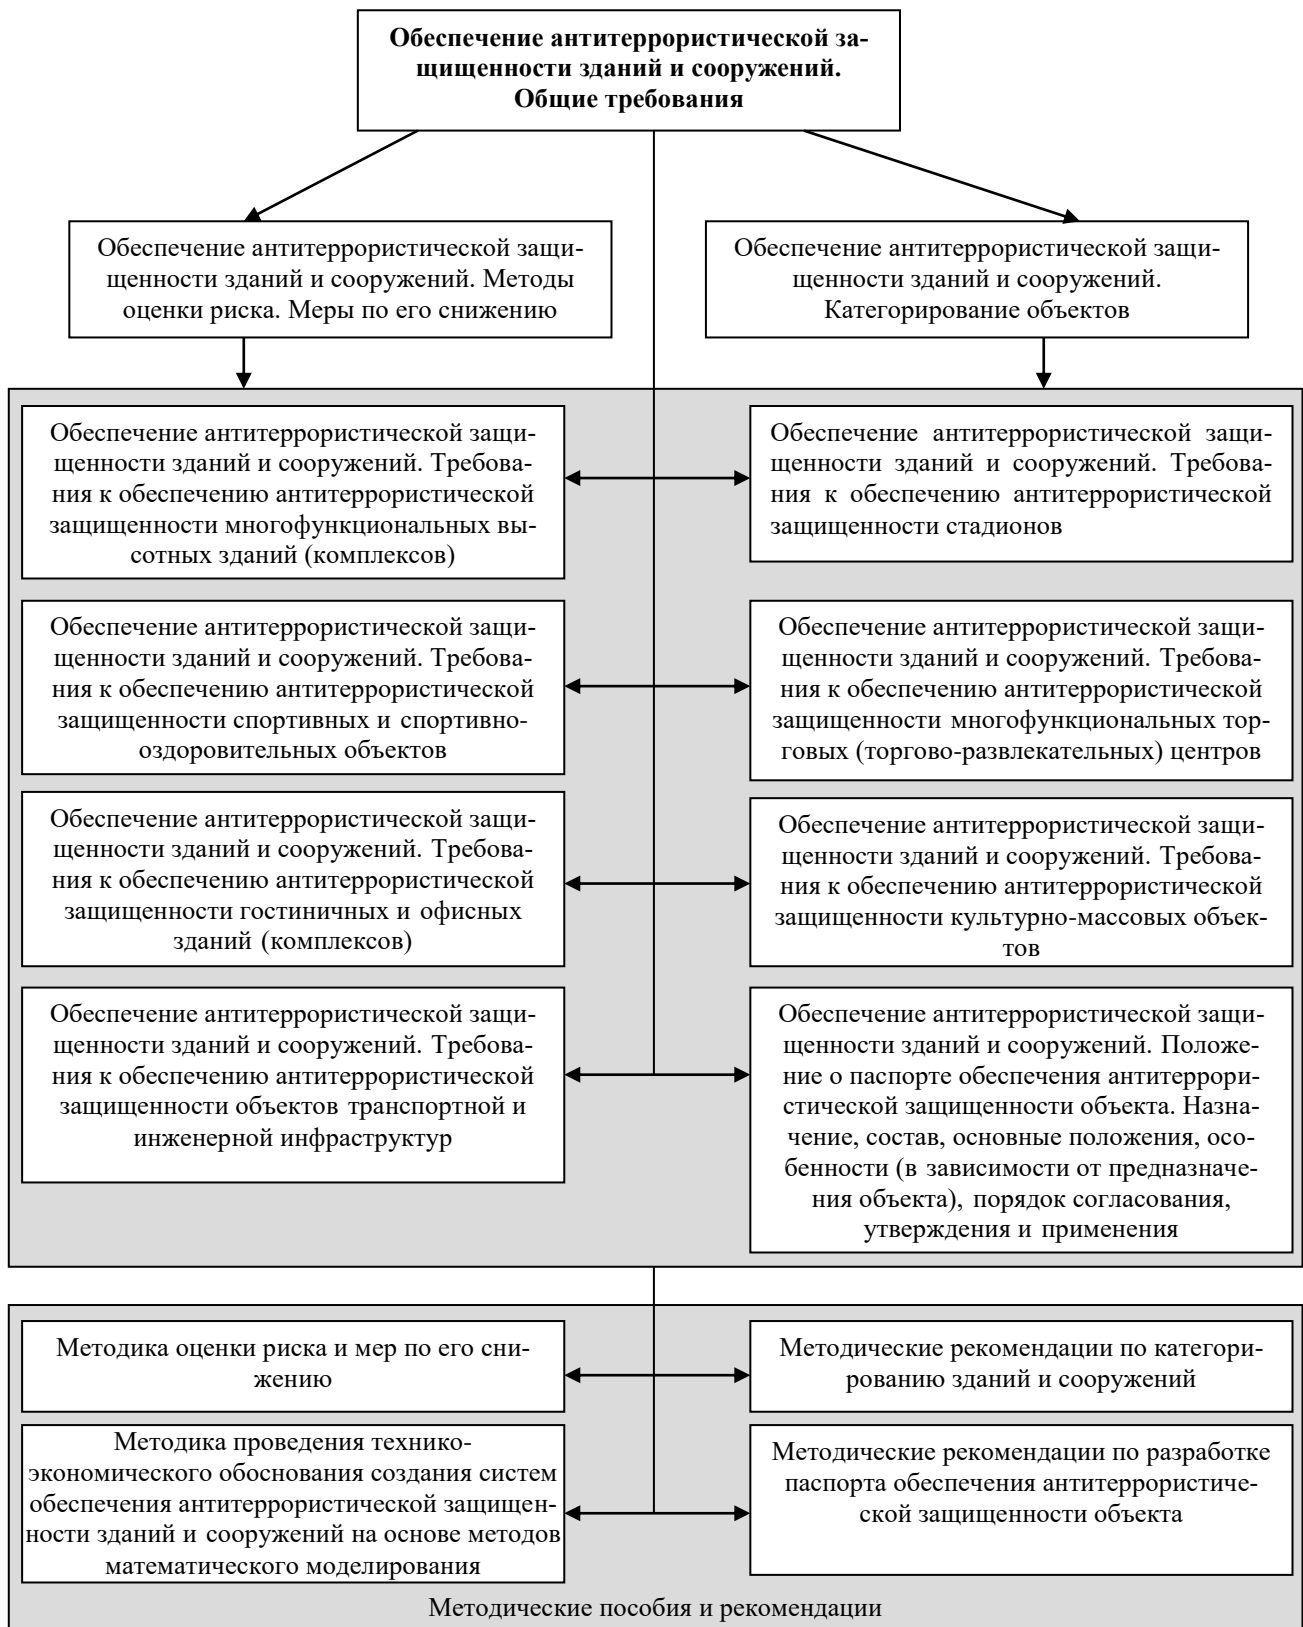 Обеспечение антитеррористической за-
щищенности зданий и сооружений.
Общие требования
Обеспечение антитеррористической защи-
щенности зданий и сооружений. Методы
оценки риска. Меры по его снижению
Обеспечение антитеррористической защи-
щенности зданий и сооружений.
Категорирование объектов
Обеспечение антитеррористической защи-
щенности зданий и сооружений. Требова-
ния к обеспечению антитеррористической
защищенности многофункциональных вы-
сотных зданий (комплексов)
Обеспечение антитеррористической защи-
щенности зданий и сооружений. Требова-
ния к обеспечению антитеррористической
защищенности стадионов
Обеспечение антитеррористической защи-
щенности зданий и сооружений. Требова-
ния к обеспечению антитеррористической
защищенности спортивных и спортивно-
оздоровительных объектов
Обеспечение антитеррористической защи-
щенности зданий и сооружений. Требова-
ния к обеспечению антитеррористической
защищенности многофункциональных тор-
говых (торгово-развлекательных) центров
Обеспечение антитеррористической защи-
щенности зданий и сооружений. Требова-
ния к обеспечению антитеррористической
защищенности гостиничных и офисных
зданий (комплексов)
Обеспечение антитеррористической защи-
щенности зданий и сооружений. Требова-
ния к обеспечению антитеррористической
защищенности культурно-массовых объек-
тов
Обеспечение антитеррористической защи-
щенности зданий и сооружений. Требова-
ния к обеспечению антитеррористической
защищенности объектов транспортной и
инженерной инфраструктур
Обеспечение антитеррористической защи-
щенности зданий и сооружений. Положе-
ние о паспорте обеспечения антитеррори-
стической защищенности объекта. Назна-
чение, состав, основные положения, осо-
бенности (в зависимости от предназначе-
ния объекта), порядок согласования,
утверждения и применения
Методика оценки риска и мер по его сни-
жению
Методические рекомендации по категори-
рованию зданий и сооружений
Методика проведения технико-
экономического обоснования создания систем
обеспечения антитеррористической защищен-
ности зданий и сооружений на основе методов
математического моделирования
Методические рекомендации по разработке
паспорта обеспечения антитеррористиче-
ской защищенности объекта
Методические пособия и рекомендации